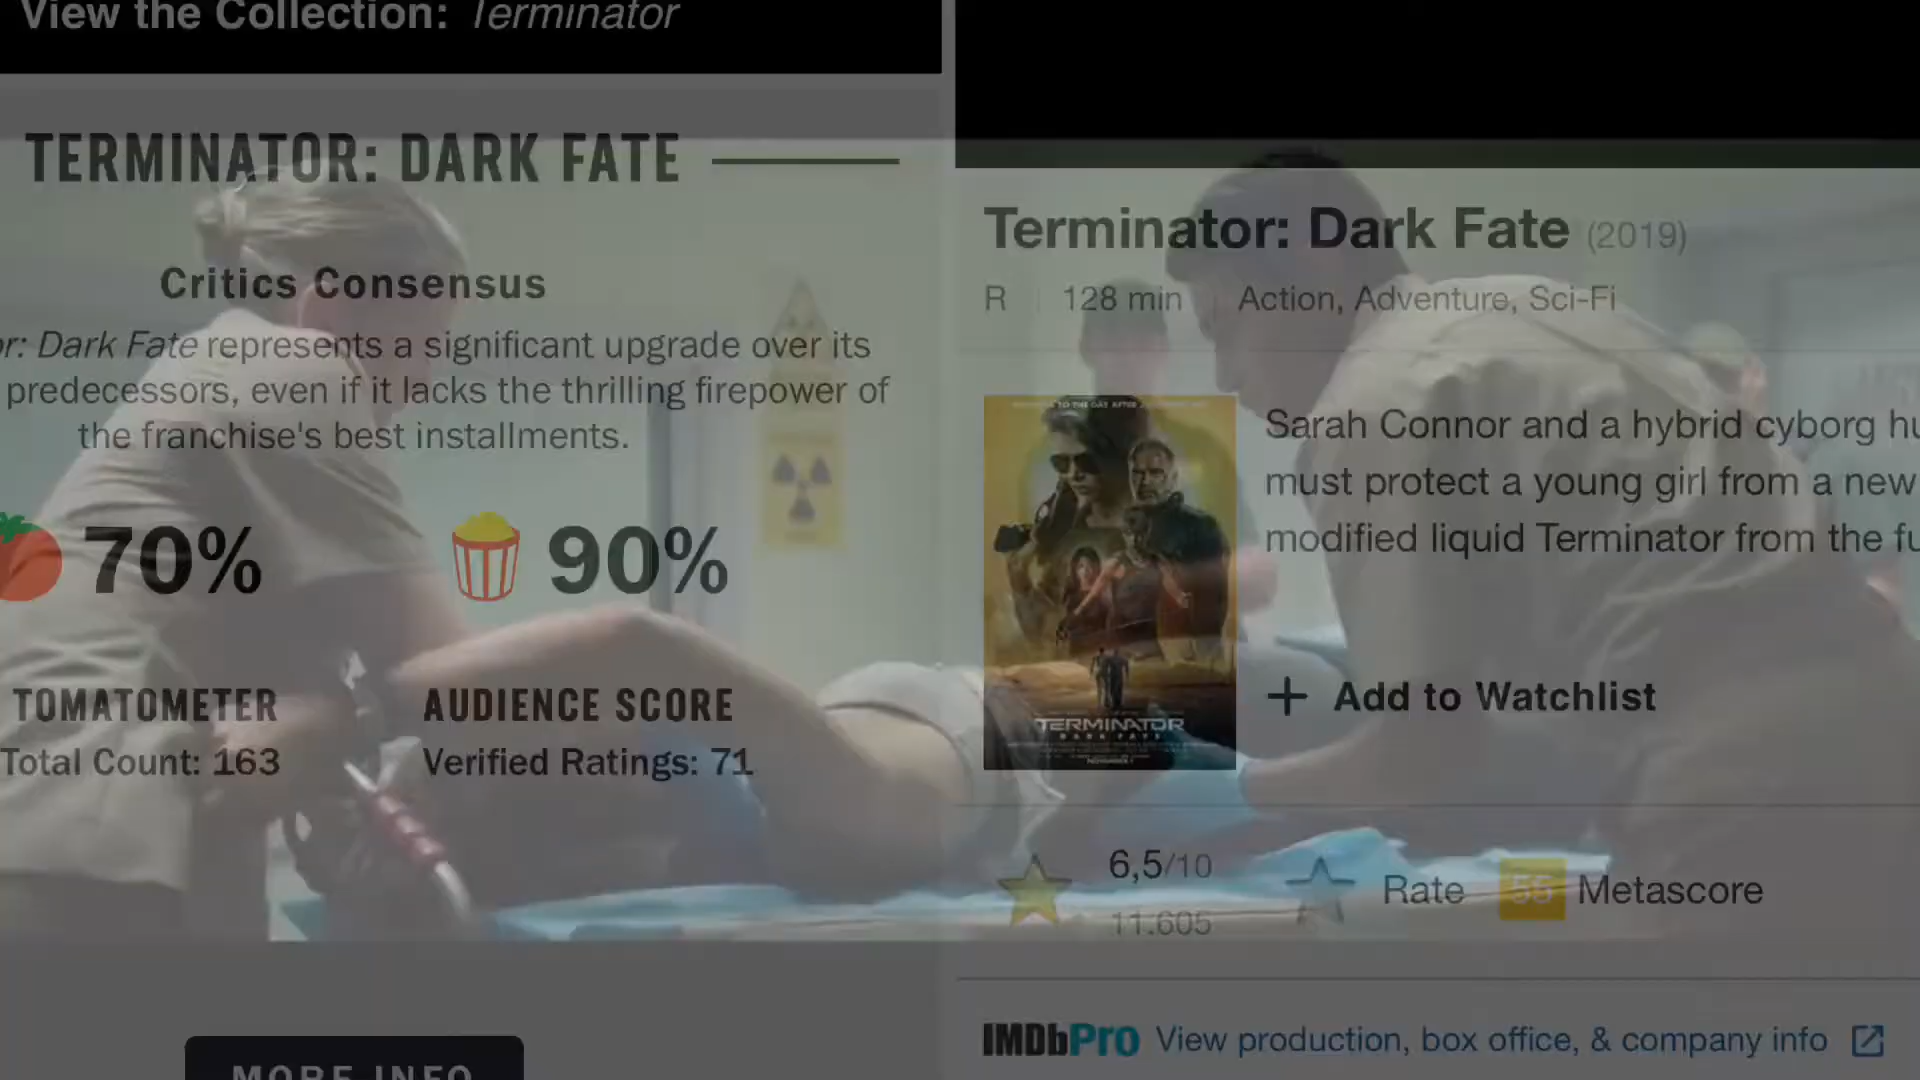 View the Collection: Terminator
TERMINATOR: DARK FATE
Critics Consensus
or: Dark Fate represents a significant upgrade over its
predecessors, even if it lacks the thrilling firepower of
the franchise's best installments.
70%
90%
TOMATOMETER
AUDIENCE SCORE
Total Count: 163
Verified Ratings: 71
MORE INFO
Terminator: Dark Fate (2019)
R
128 min
Action, Adventure, Sci-Fi
Sarah Connor and a hybrid cyborg hu
must protect a young girl from a new
modified liquid Terminator from the fu
TERMINATOR
DARK FATE
+ Add to Watchlist
6,5/10
11.605
Rate
55 Metascore
IMDbPro View production, box office, & company info